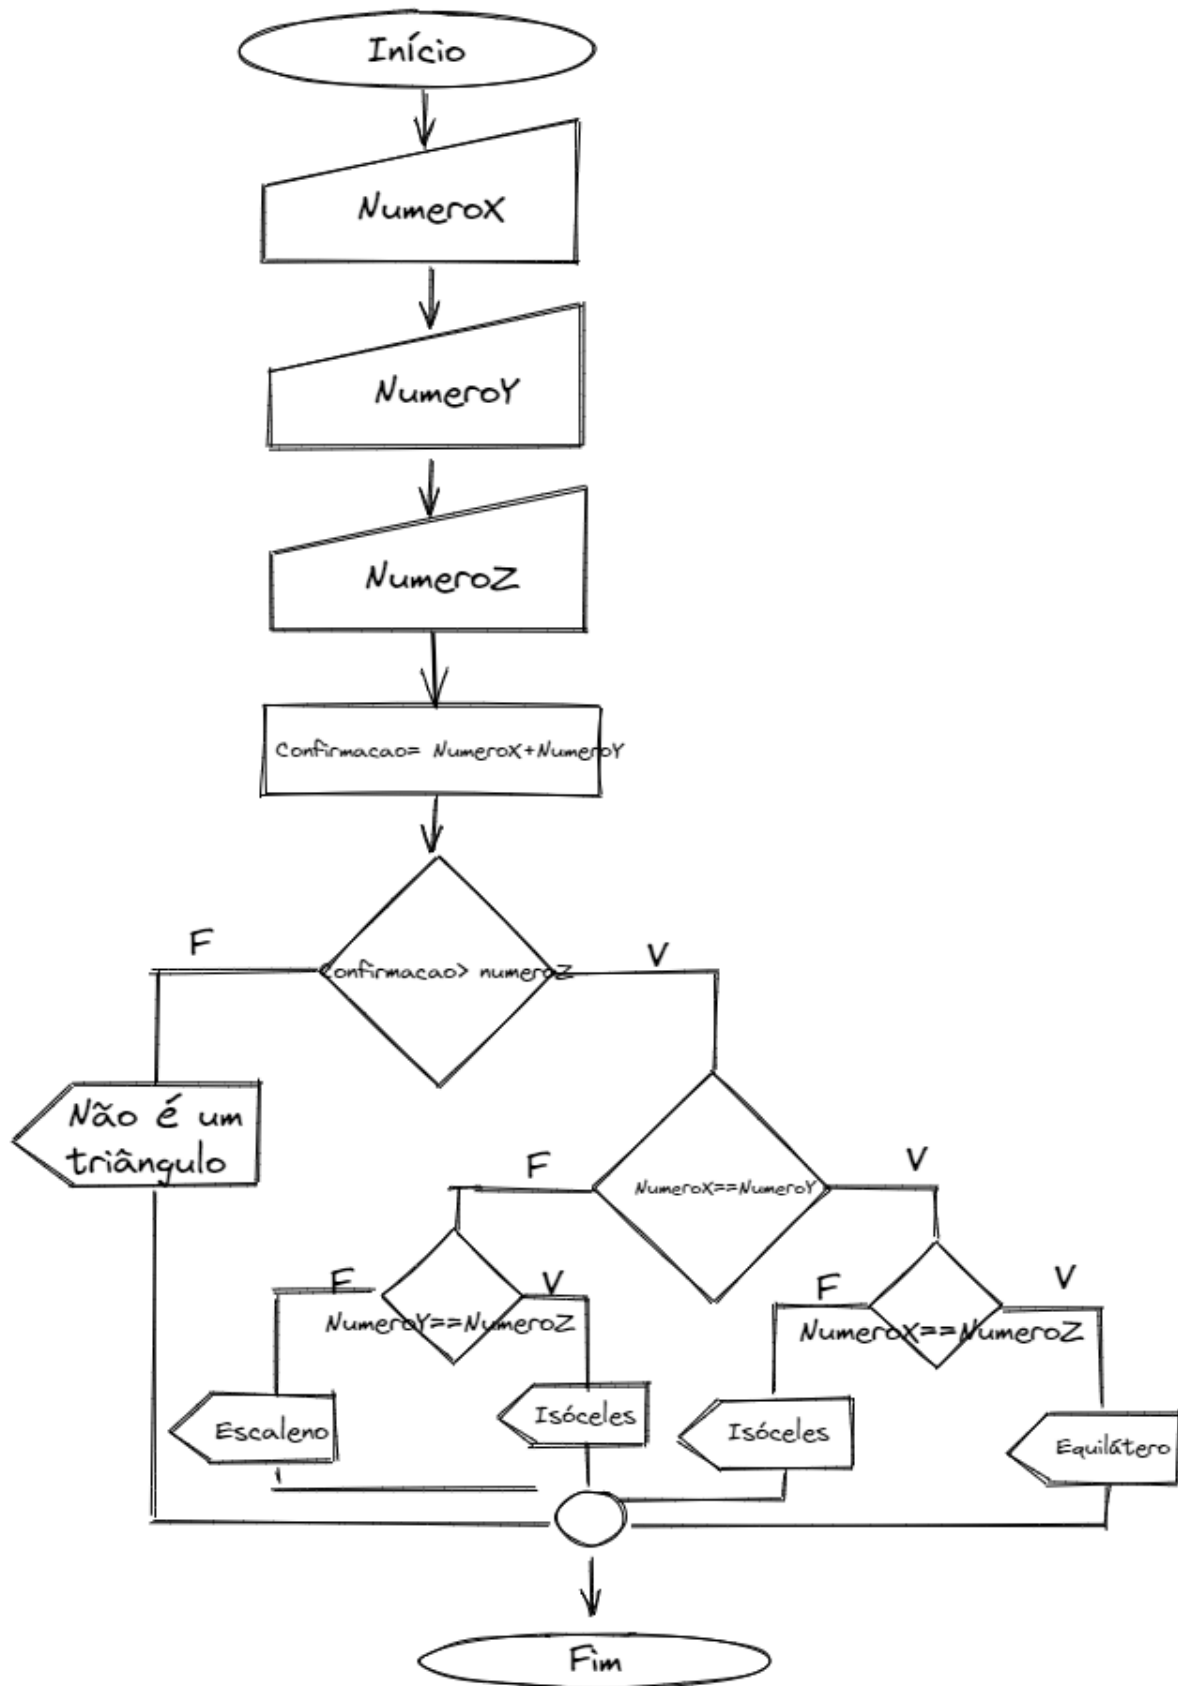 Início
NumeroX
NumeroY
NumeroZ
Confirmacao= NumeroX+NumeroY
F
V
Confirmacao> numeroZ
Não é um
triângulo
F
V
NumeroX==NumeroY
F
V
NumeroY==NumeroZ
F
V
NumeroX==NumeroZ
Escaleno
Isóceles
Isóceles
Equilátero
Fim